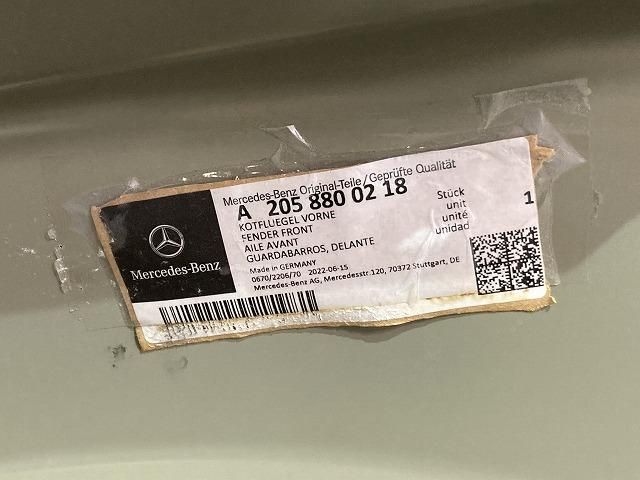 Mercedes-Benz Original-Teile / Geprüfte Qualität
A 205 880 02 18
KOTFLUEGEL VORNE
FENDER FRONT
AILE AVANT
GUARDABARROS, DELANTE
Stück
unit
unité
unidad
1
Made in GERMANY
0670/2206/70 2022-06-15
Mercedes-Benz AG, Mercedesstr.120, 70372 Stuttgart, DE
Mercedes-Benz